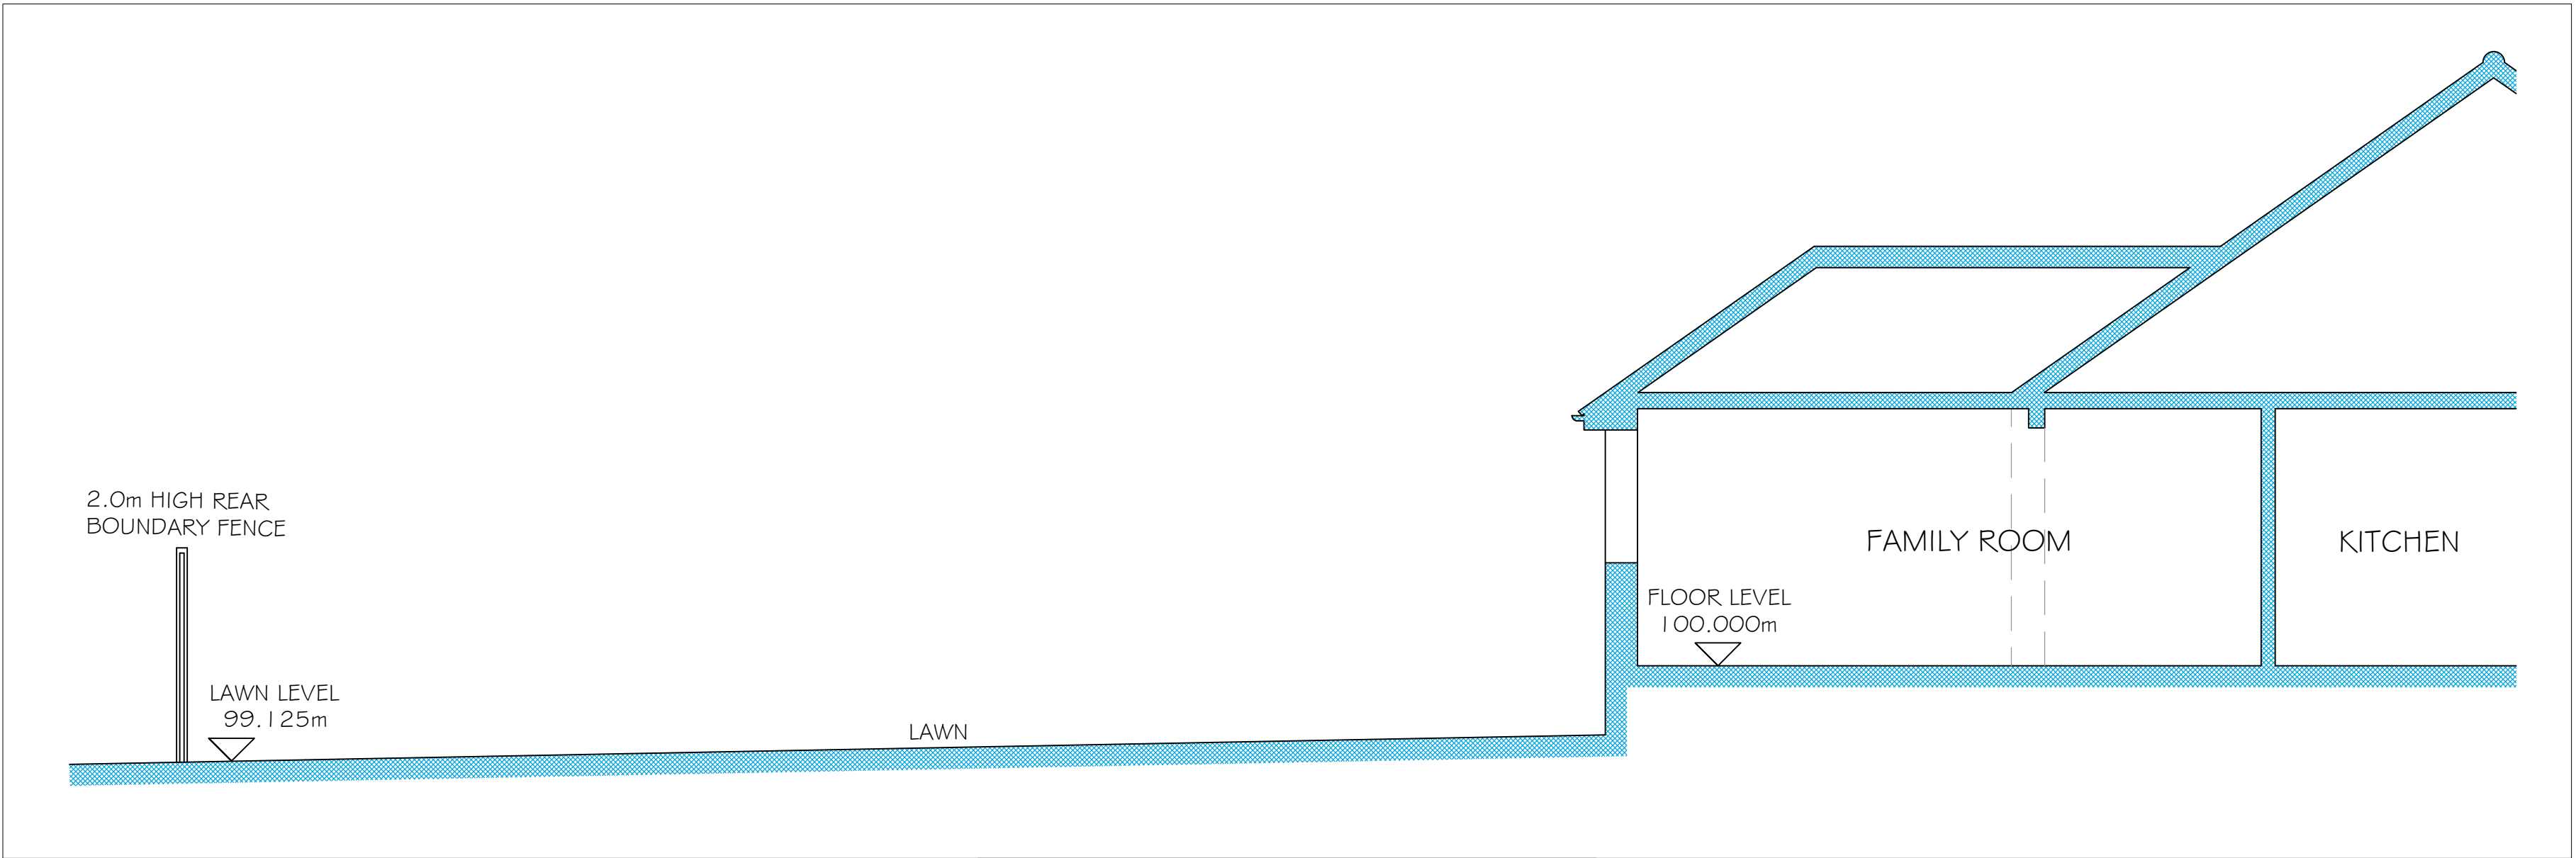 2.0m HIGH REAR
BOUNDARY FENCE
LAWN LEVEL
99.125m
LAWN
FLOOR LEVEL
100.000m
FAMILY ROOM
KITCHEN